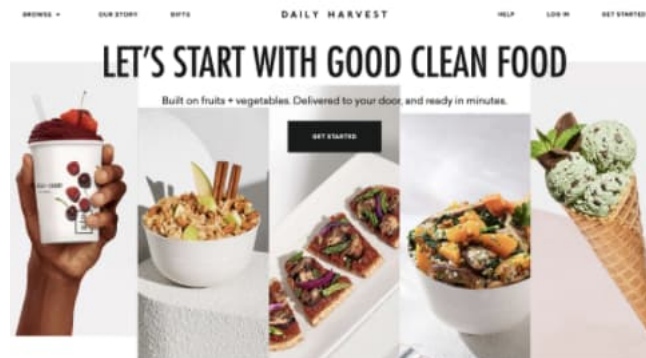 BROWSE
OUR STORY
GIFTS
DAILY HARVEST
HELP
LOG IN
GET STARTED
LET'S START WITH GOOD CLEAN FOOD
Built on fruits + vegetables. Delivered to your door, and ready in minutes.
GET STARTED